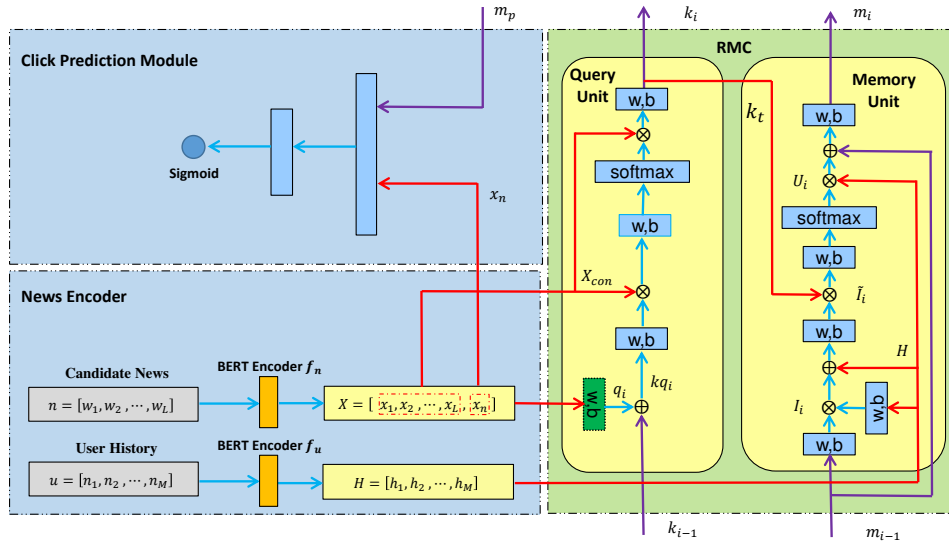 m_p
k_i
m_i
Click Prediction Module
Sigmoid
x_n
RMC
Query
Unit
w,b
softmax
w,b
X_con
w,b
w,b
q_i
kq_i
k_t
Memory
Unit
w,b
U_i
softmax
w,b
Ĩ_i
w,b
H
I_i
w,b
w,b
News Encoder
Candidate News
n = [w_1, w_2, ⋯, w_L]
BERT Encoder f_n
X = [ x_1, x_2, ⋯, x_L, x_n ]
User History
u = [n_1, n_2, ⋯, n_M]
BERT Encoder f_u
H = [h_1, h_2, ⋯, h_M]
k_{i−1}
m_{i−1}